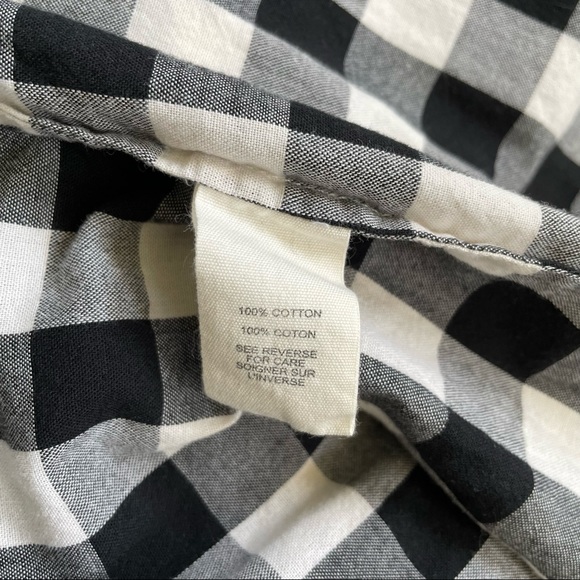 100% COTTON
100% COTON
SEE REVERSE
FOR CARE
SOIGNER SUR
L'INVERSE